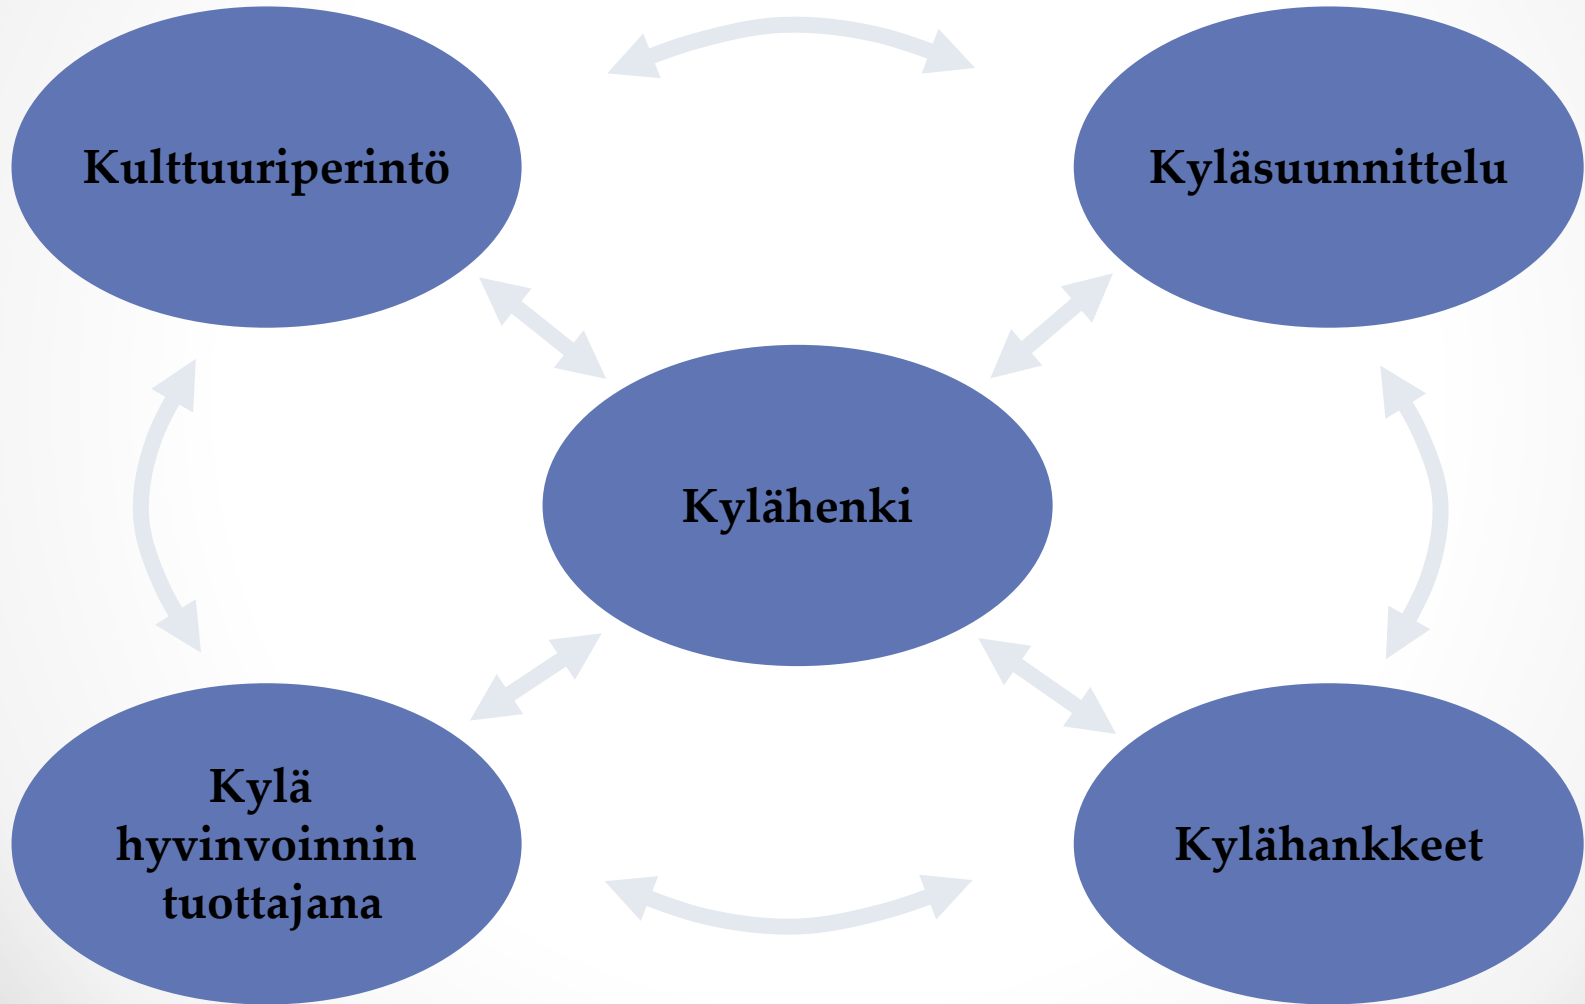 Kulttuuriperintö
Kyläsuunnittelu
Kylähenki
Kylä
hyvinvoinnin
tuottajana
Kylähankkeet